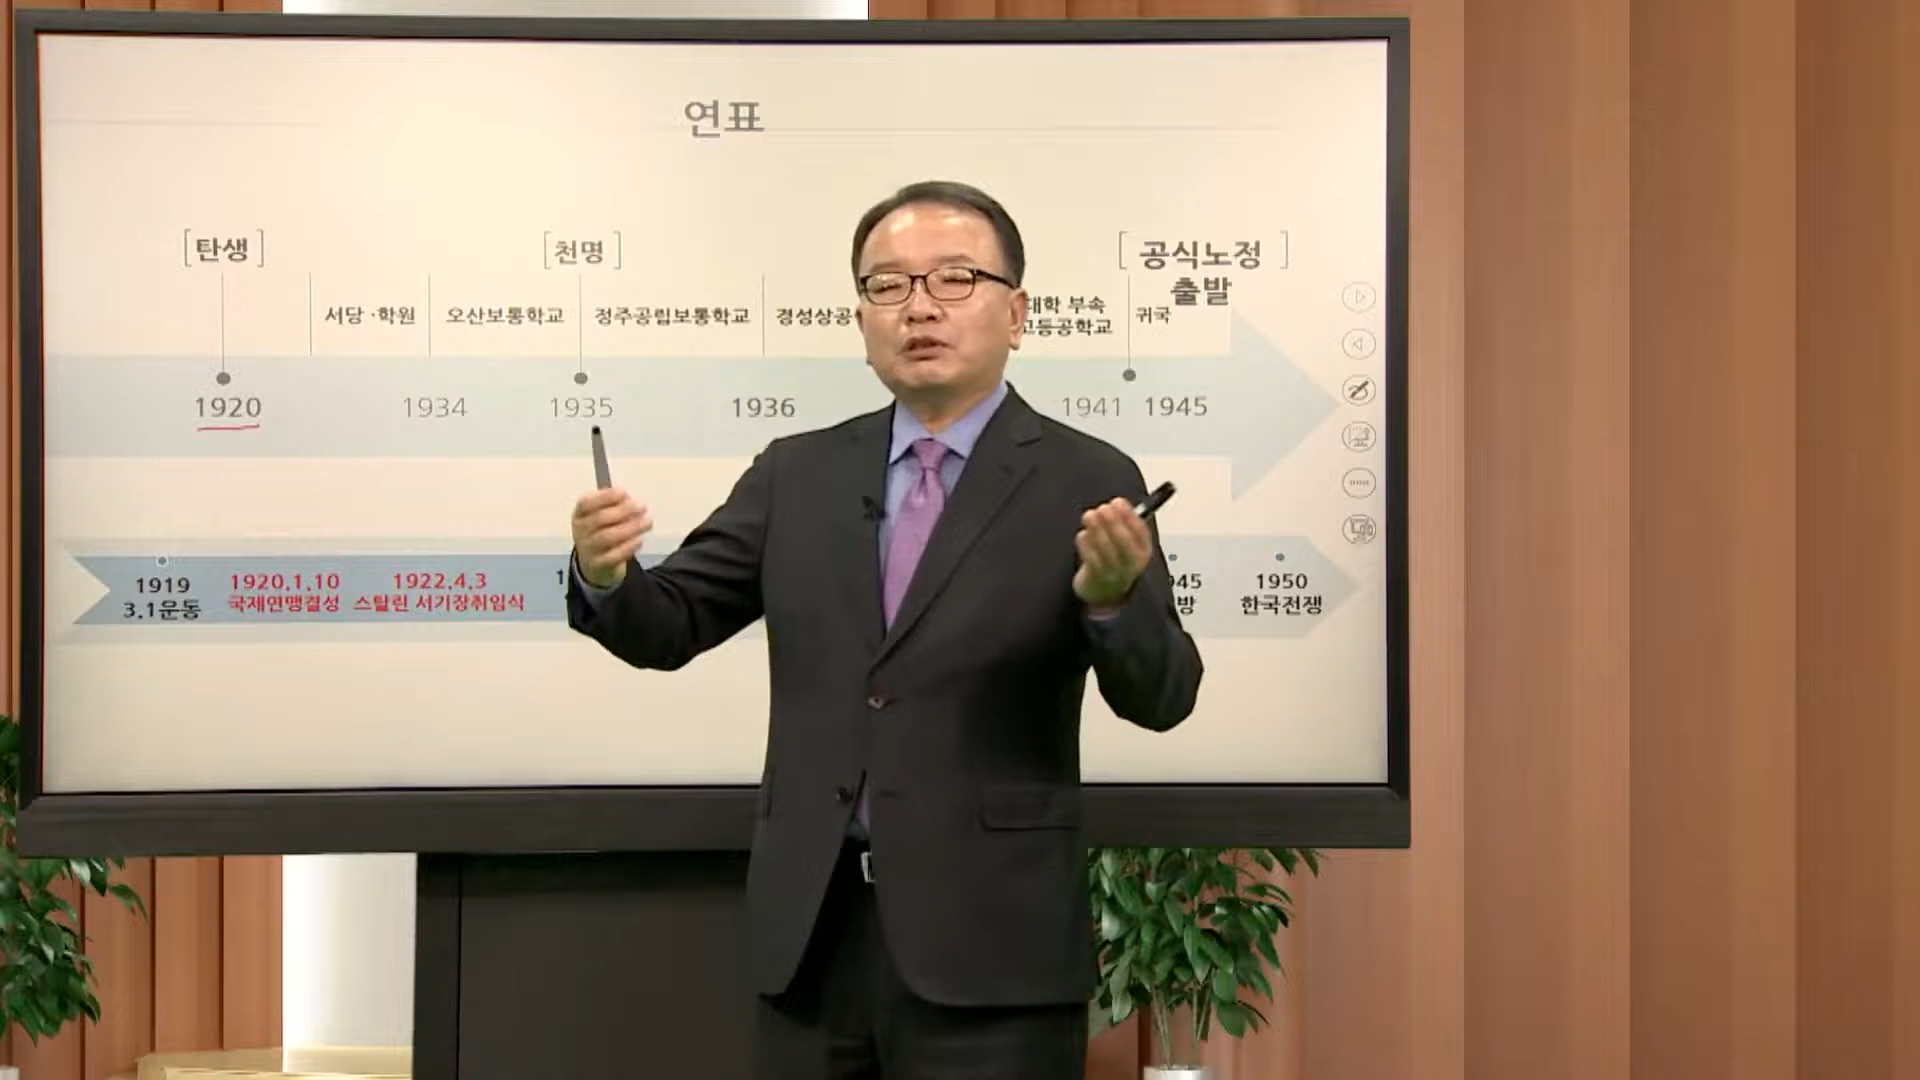 연표
[탄생]
[천명]
[공식노정
출발]
서당·학원
오산보통학교
정주공립보통학교
경성상공
대학 부속
고등공학교
귀국
1920
1934
1935
1936
1941
1945
1919
3.1운동
1920.1.10
국제연맹결성
1922.4.3
스탈린 서기장취임식
1950
한국전쟁